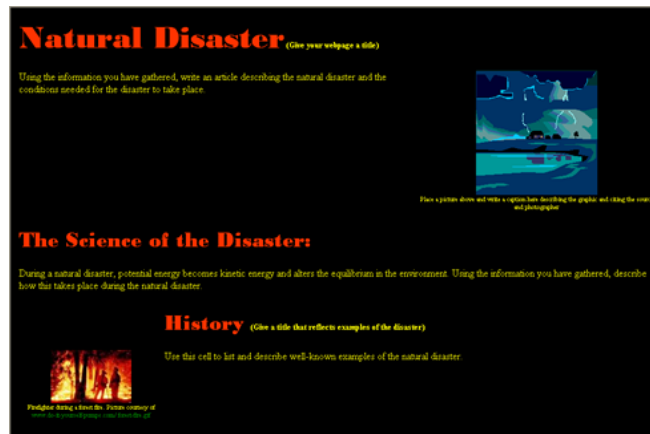 Natural Disaster (Give your webpage a title)
Using the information you have gathered, write an article describing the natural disaster and the
conditions needed for the disaster to take place.
Place a picture above and write a caption here describing the graphic and citing the
and photographer
The Science of the Disaster:
During a natural disaster, potential energy becomes kinetic energy and alters the equilibrium in the environment. Using the information you have gathered, describe
how this takes place during the natural disaster.
History (Give a title that reflects examples of the disaster)
Use this cell to list and describe well-known examples of the natural disaster.
Firefighter during a forest fire. Picture courtesy of